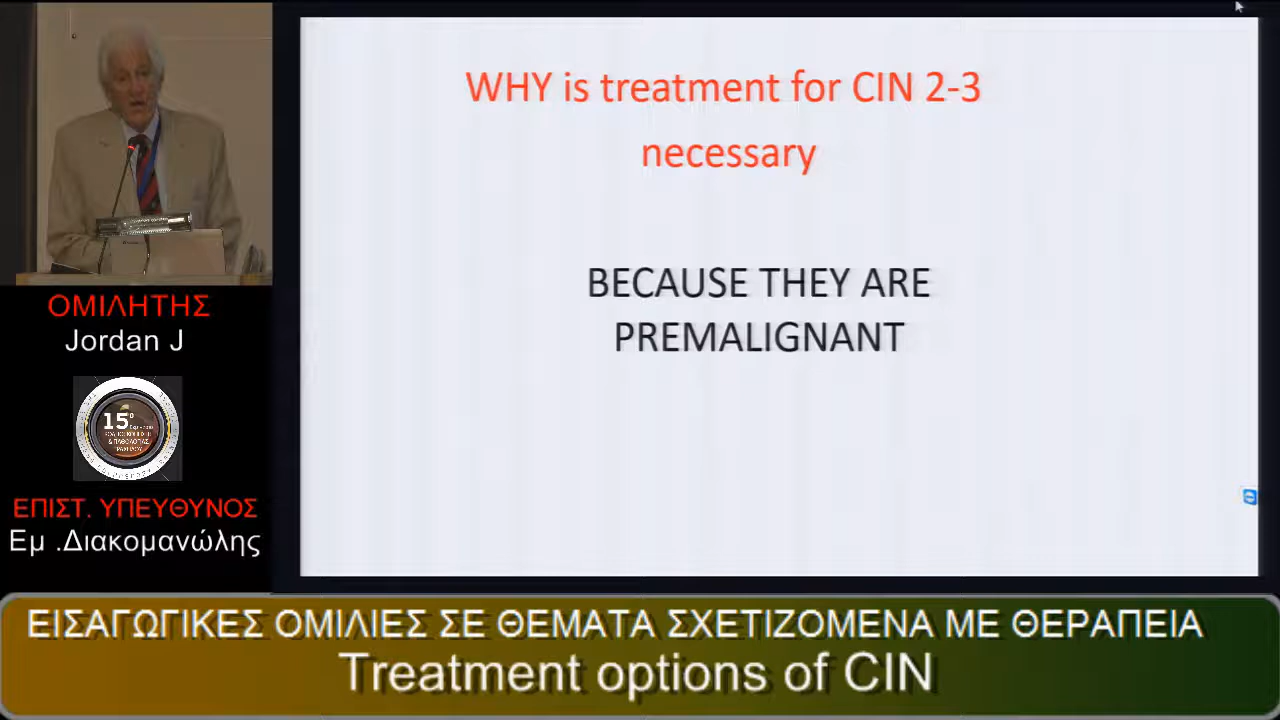 WHY is treatment for CIN 2-3
necessary
BECAUSE THEY ARE
PREMALIGNANT
ΟΜΙΛΗΤΗΣ
Jordan J
15ο
ΕΠΙΣΤ. ΥΠΕΥΘΥΝΟΣ
Εμ .Διακομανώλης
ΕΙΣΑΓΩΓΙΚΕΣ ΟΜΙΛΙΕΣ ΣΕ ΘΕΜΑΤΑ ΣΧΕΤΙΖΟΜΕΝΑ ΜΕ ΘΕΡΑΠΕΙΑ
Treatment options of CIN